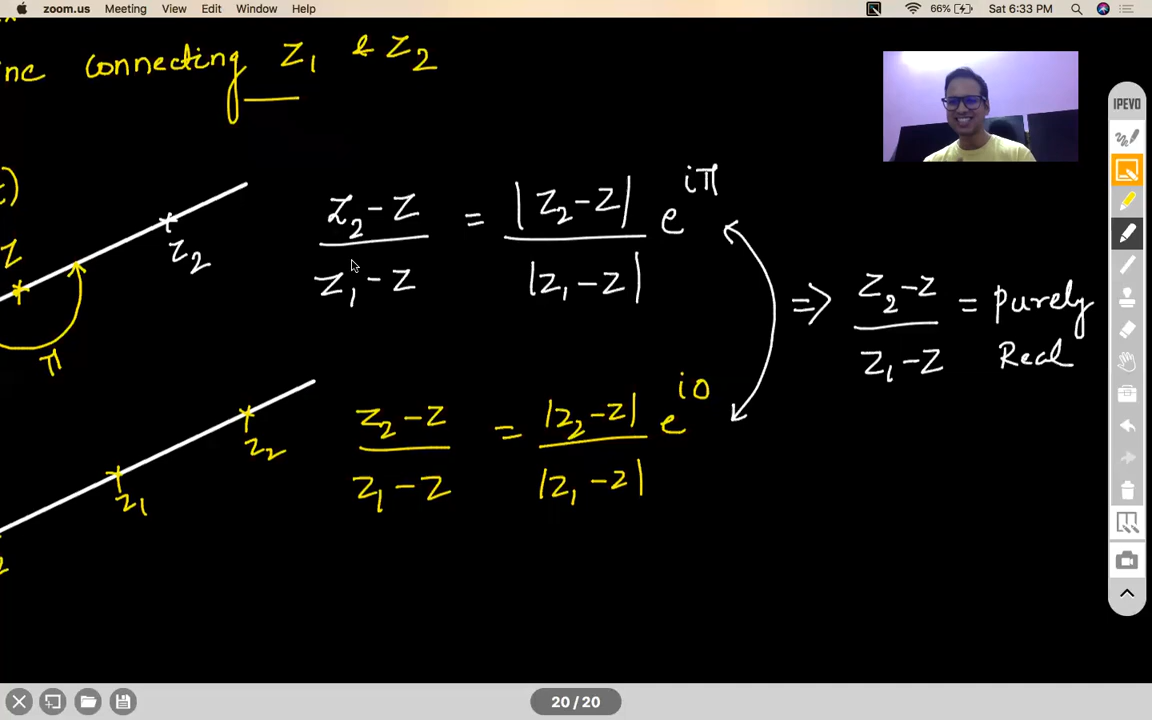 zoom.us Meeting View Edit Window Help 66% Sat 6:33 PM
connecting z₁ & z₂
IPEVO
z₂
z
π
(z₂-z)/(z₁-z) = |z₂-z|/|z₁-z| e^(iπ)
=> (z₂-z)/(z₁-z) = Purely Real
z₂
z₁
(z₂-z)/(z₁-z) = |z₂-z|/|z₁-z| e^(i0)
20/20